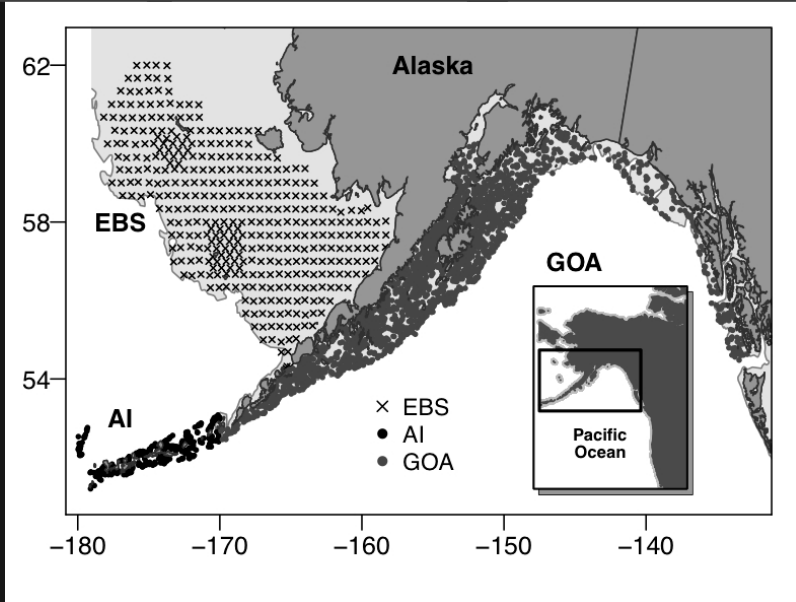 62
58
54
Alaska
EBS
GOA
AI
EBS
AI
GOA
Pacific
Ocean
−180
−170
−160
−150
−140